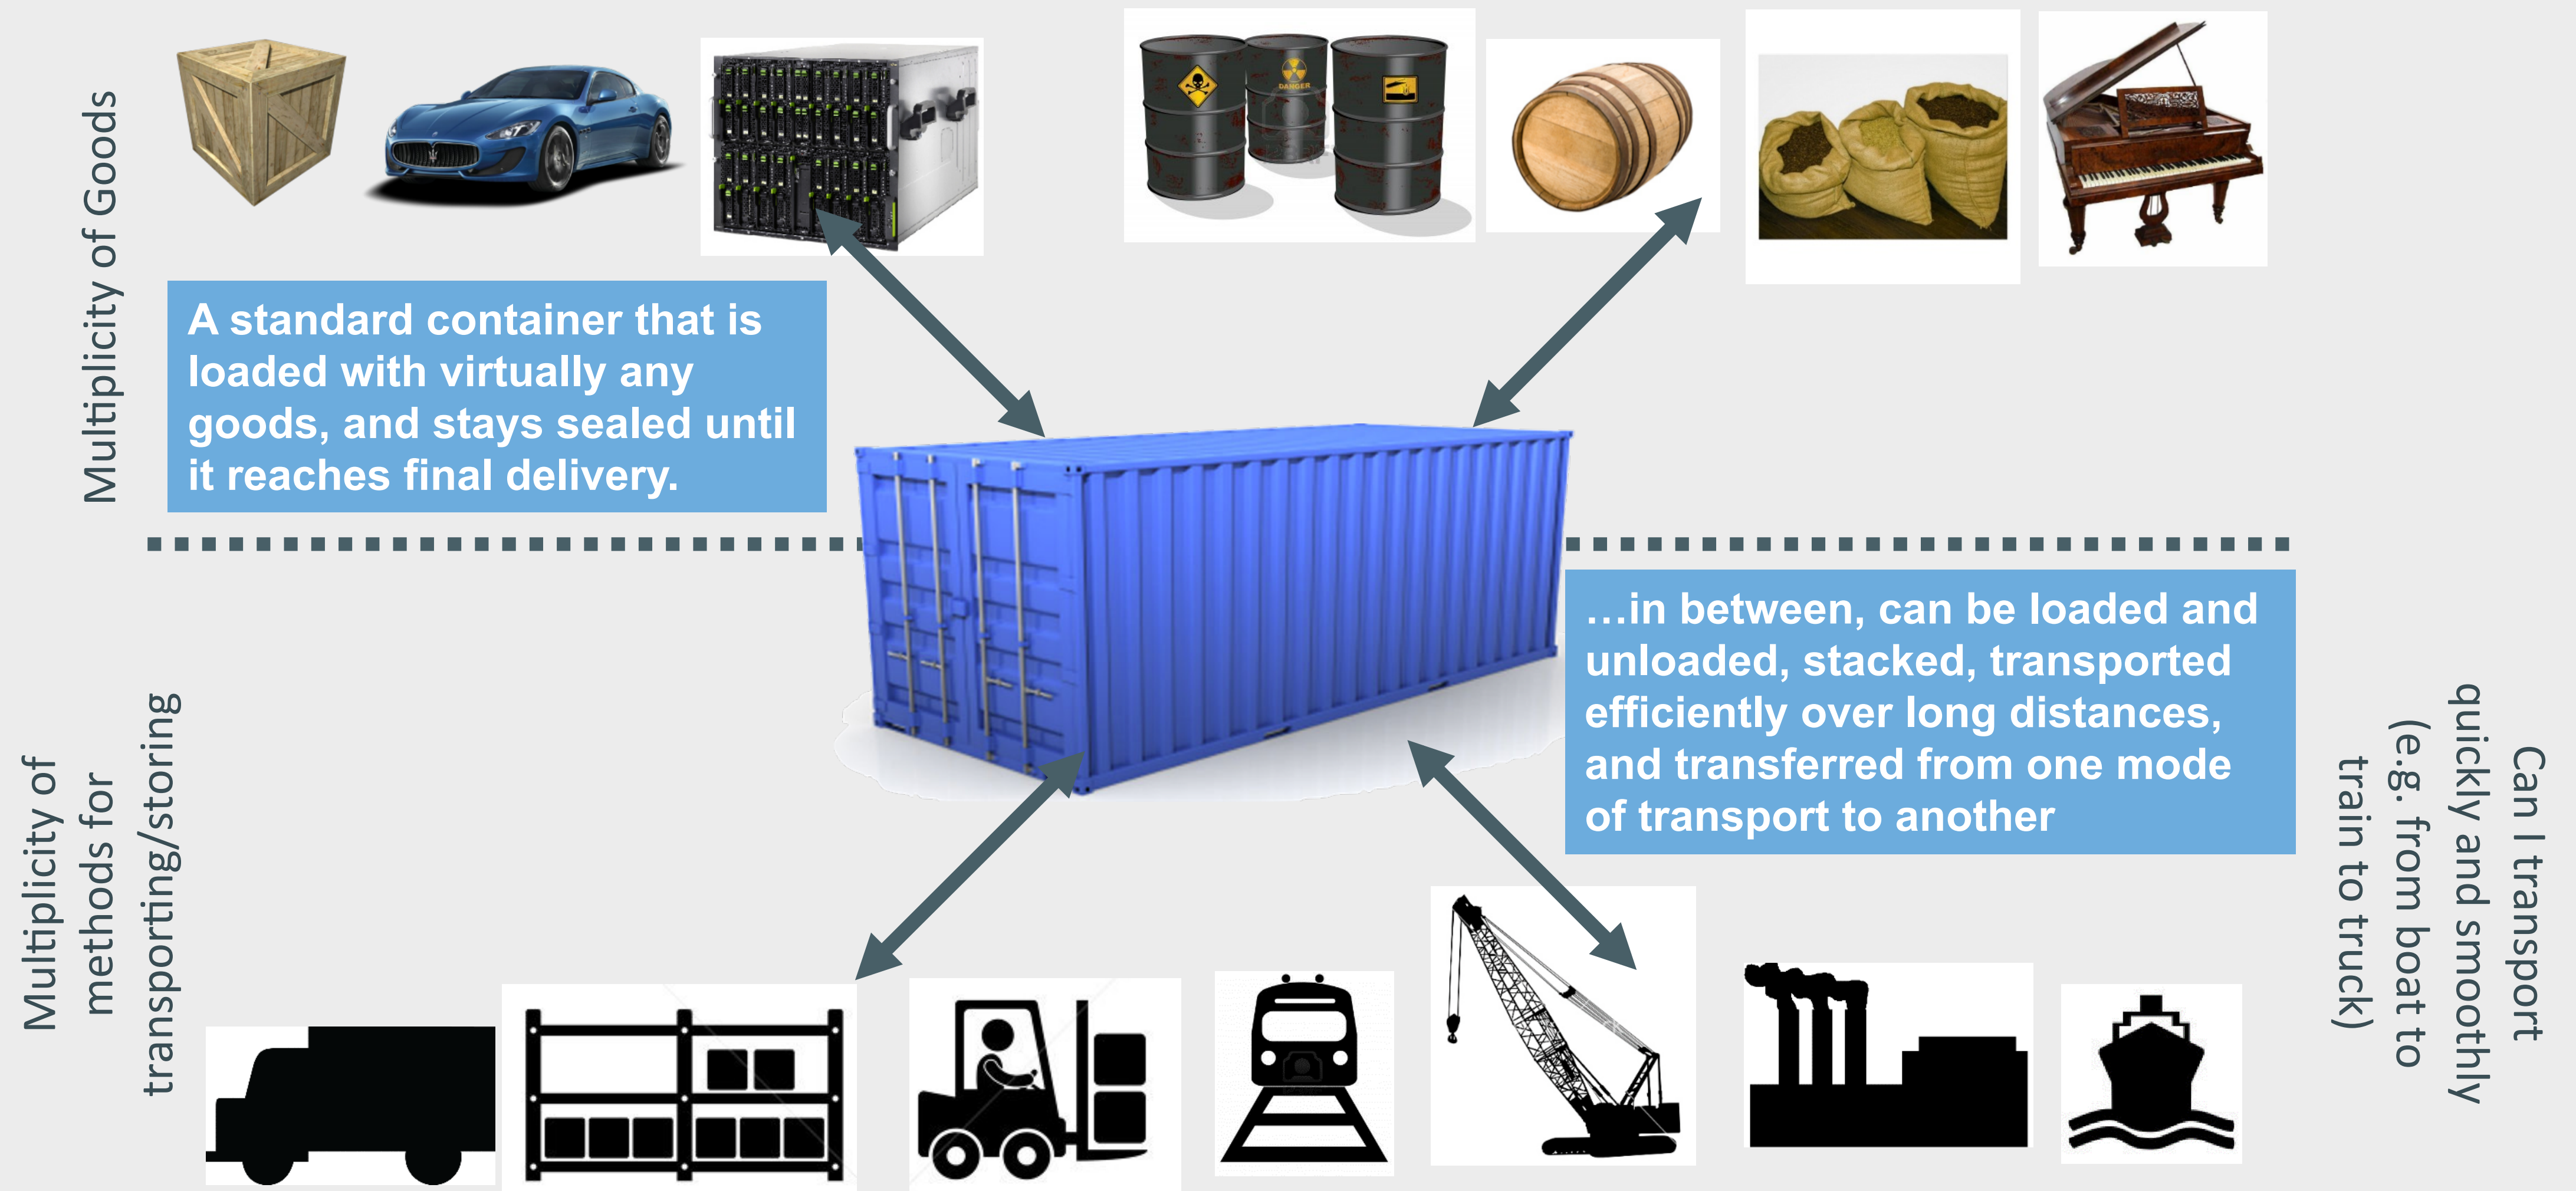 Multiplicity of Goods
DANGER
A standard container that is
loaded with virtually any
goods, and stays sealed until
it reaches final delivery.
…in between, can be loaded and
unloaded, stacked, transported
efficiently over long distances,
and transferred from one mode
of transport to another
Multiplicity of
methods for
transporting/storing
Can I transport
quickly and smoothly
(e.g. from boat to
train to truck)